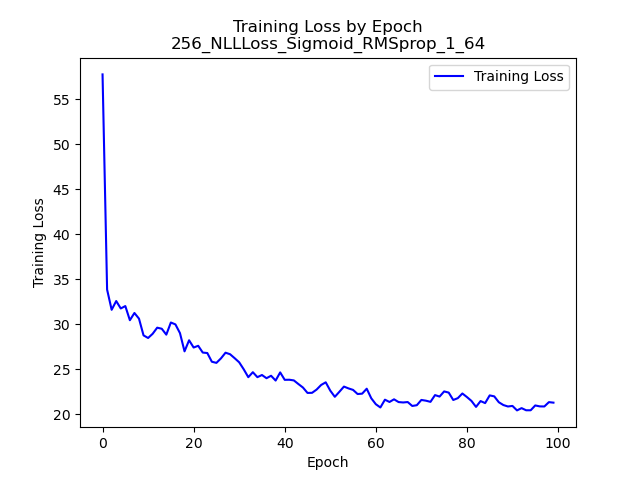 Training Loss by Epoch
256_NLLLoss_Sigmoid_RMSprop_1_64
Training Loss
55
50
45
40
35
30
25
20
Training Loss
0 20 40 60 80 100
Epoch